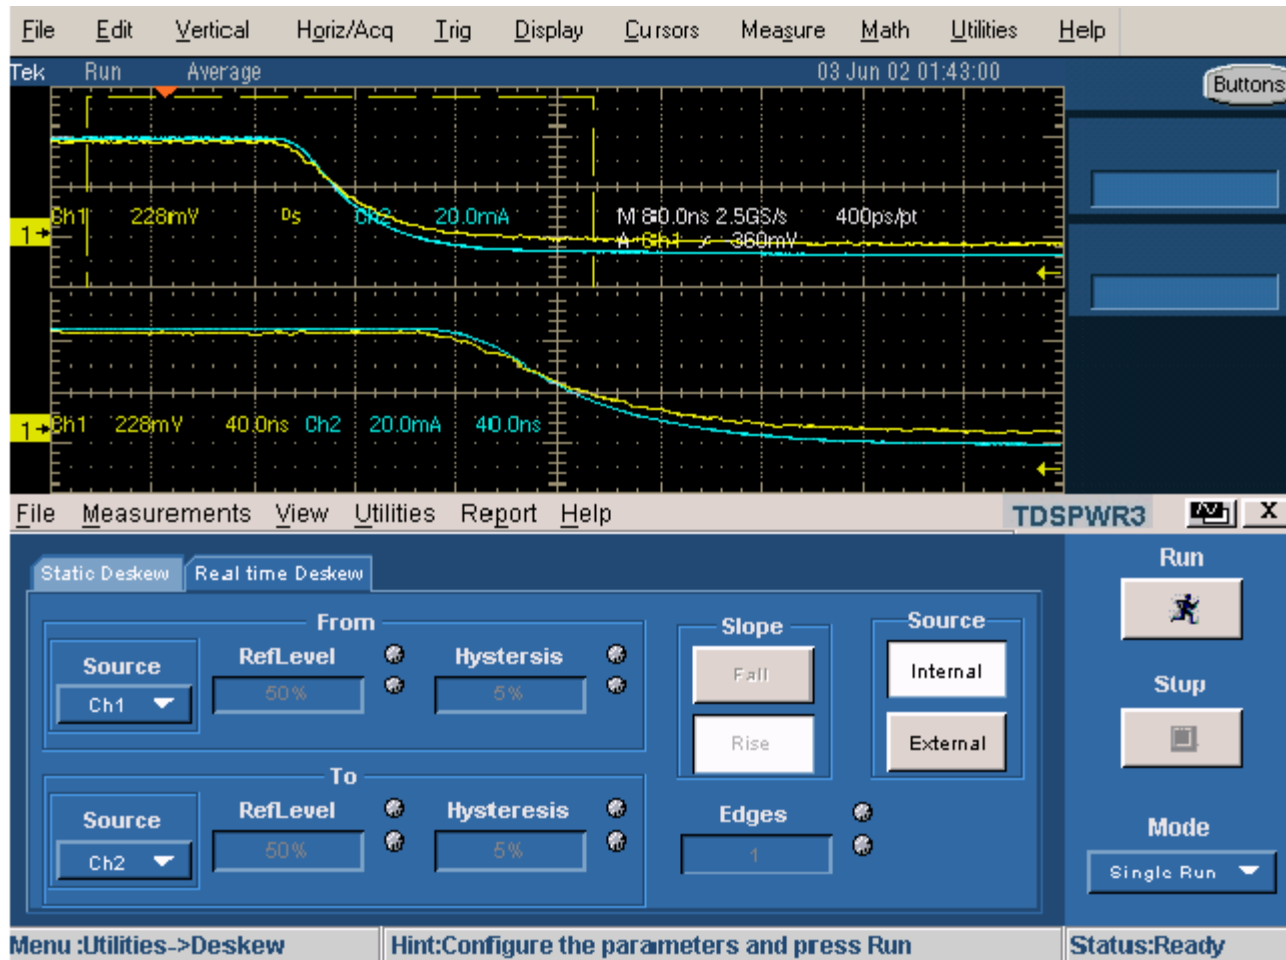 File Edit Vertical Horiz/Acq Trig Display Cursors Measure Math Utilities Help
Tek Run Average 03 Jun 02 01:43:00
Buttons
Ch1 228mV Ch2 20.0mA M 80.0ns 2.5GS/s 400ps/pt
A Ch1 360mV
1
Ch1 228mV 40.0ns Ch2 20.0mA 40.0ns
1
File Measurements View Utilities Report Help TDSPWR3 X
Static Deskew Real time Deskew
Run
From
Slope
Source
Source RefLevel Hystersis
Ch1 50% 5%
Fall
Internal
Stop
Rise
External
To
Source RefLevel Hysteresis
Ch2 50% 5%
Edges
1
Mode
Single Run
Menu :Utilities->Deskew Hint:Configure the parameters and press Run Status:Ready